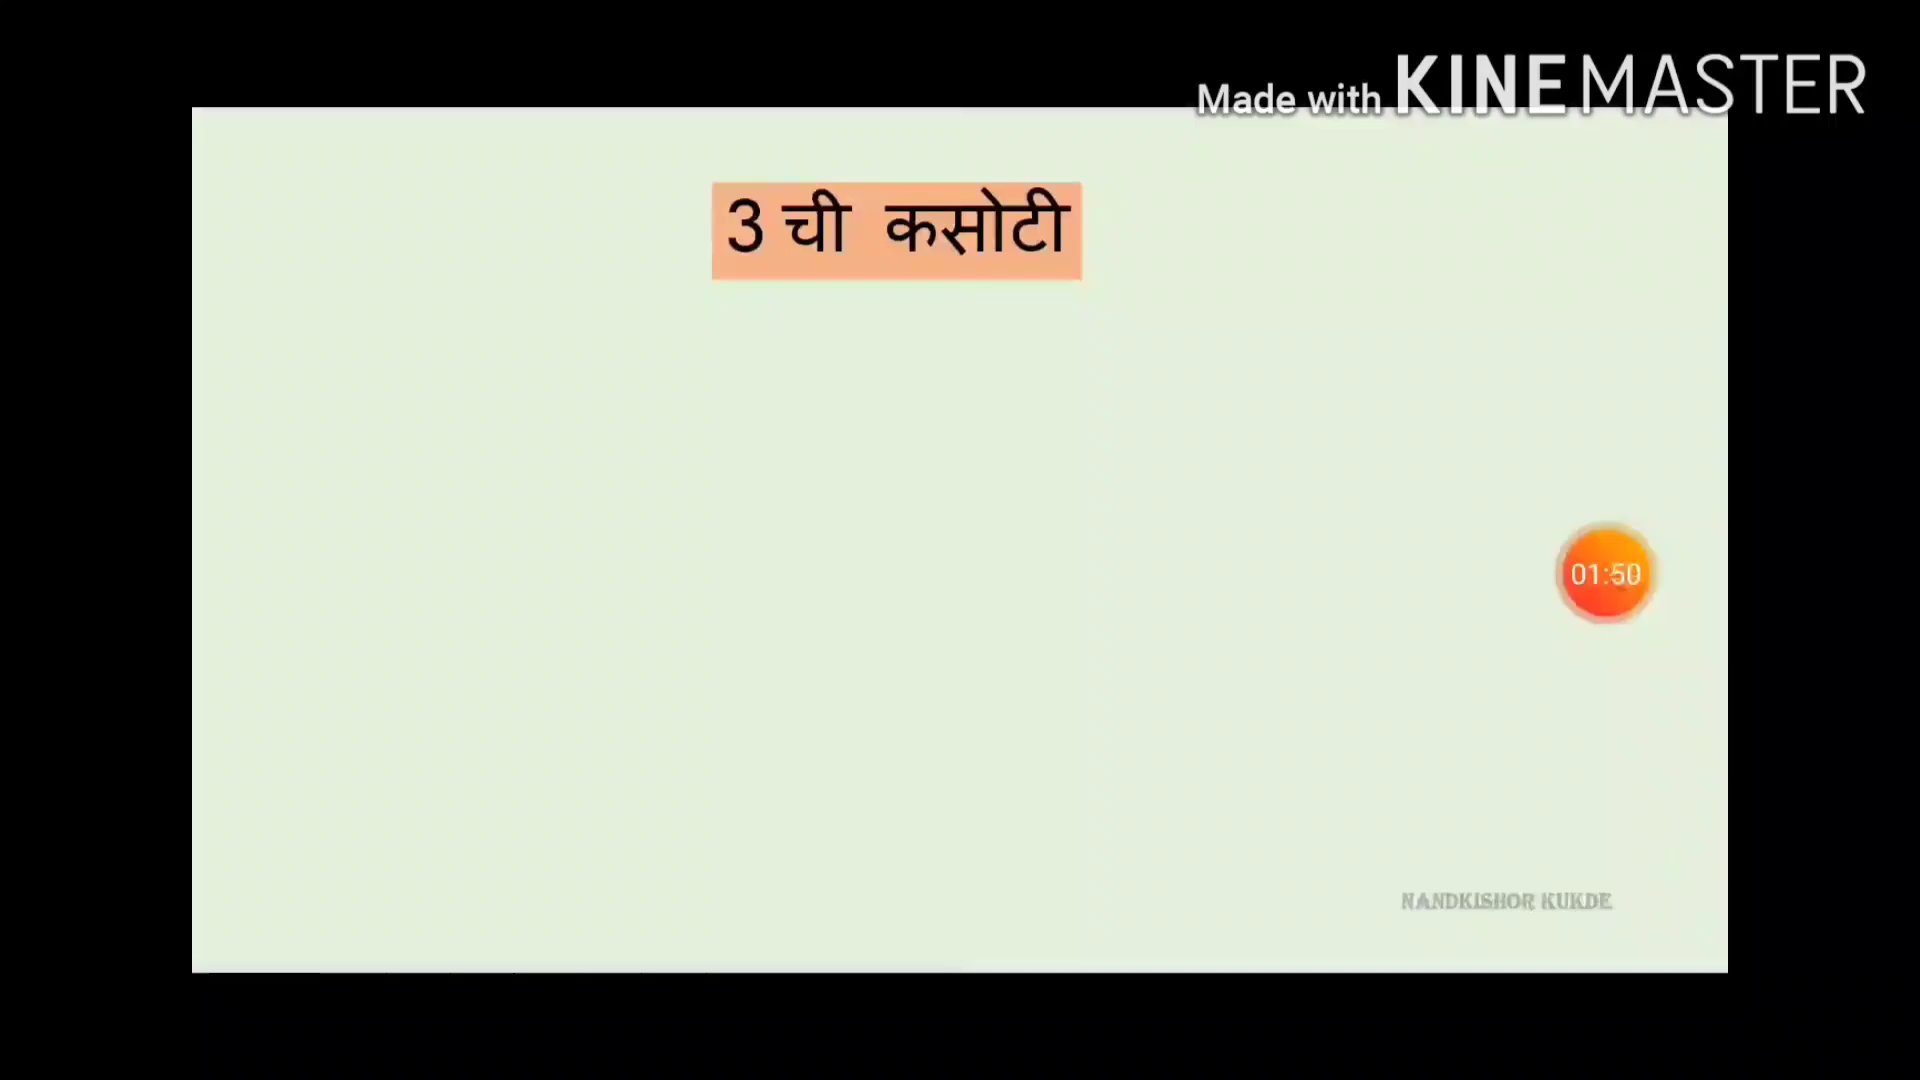 Made with KINEMASTER
3 ची कसोटी
01:50
NANDKISHOR KUKDE